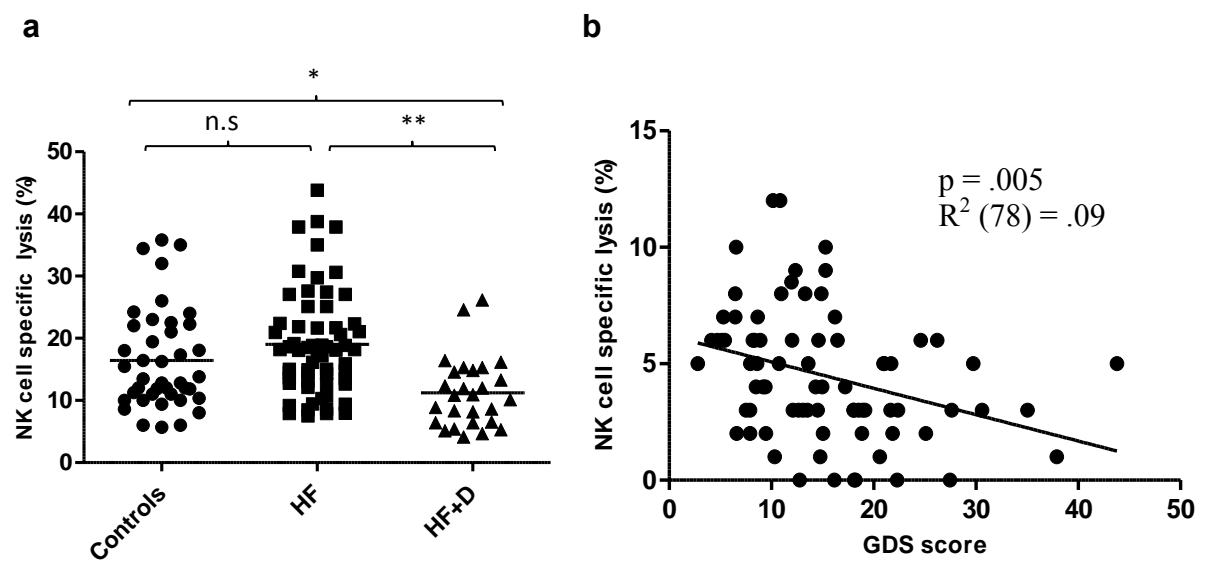 a
*
n.s
**
50
40
30
20
10
0
NK cell specific lysis (%)
Controls
HF
HF+D
b
15
10
5
0
NK cell specific lysis (%)
p = .005
R² (78) = .09
0 10 20 30 40 50
GDS score